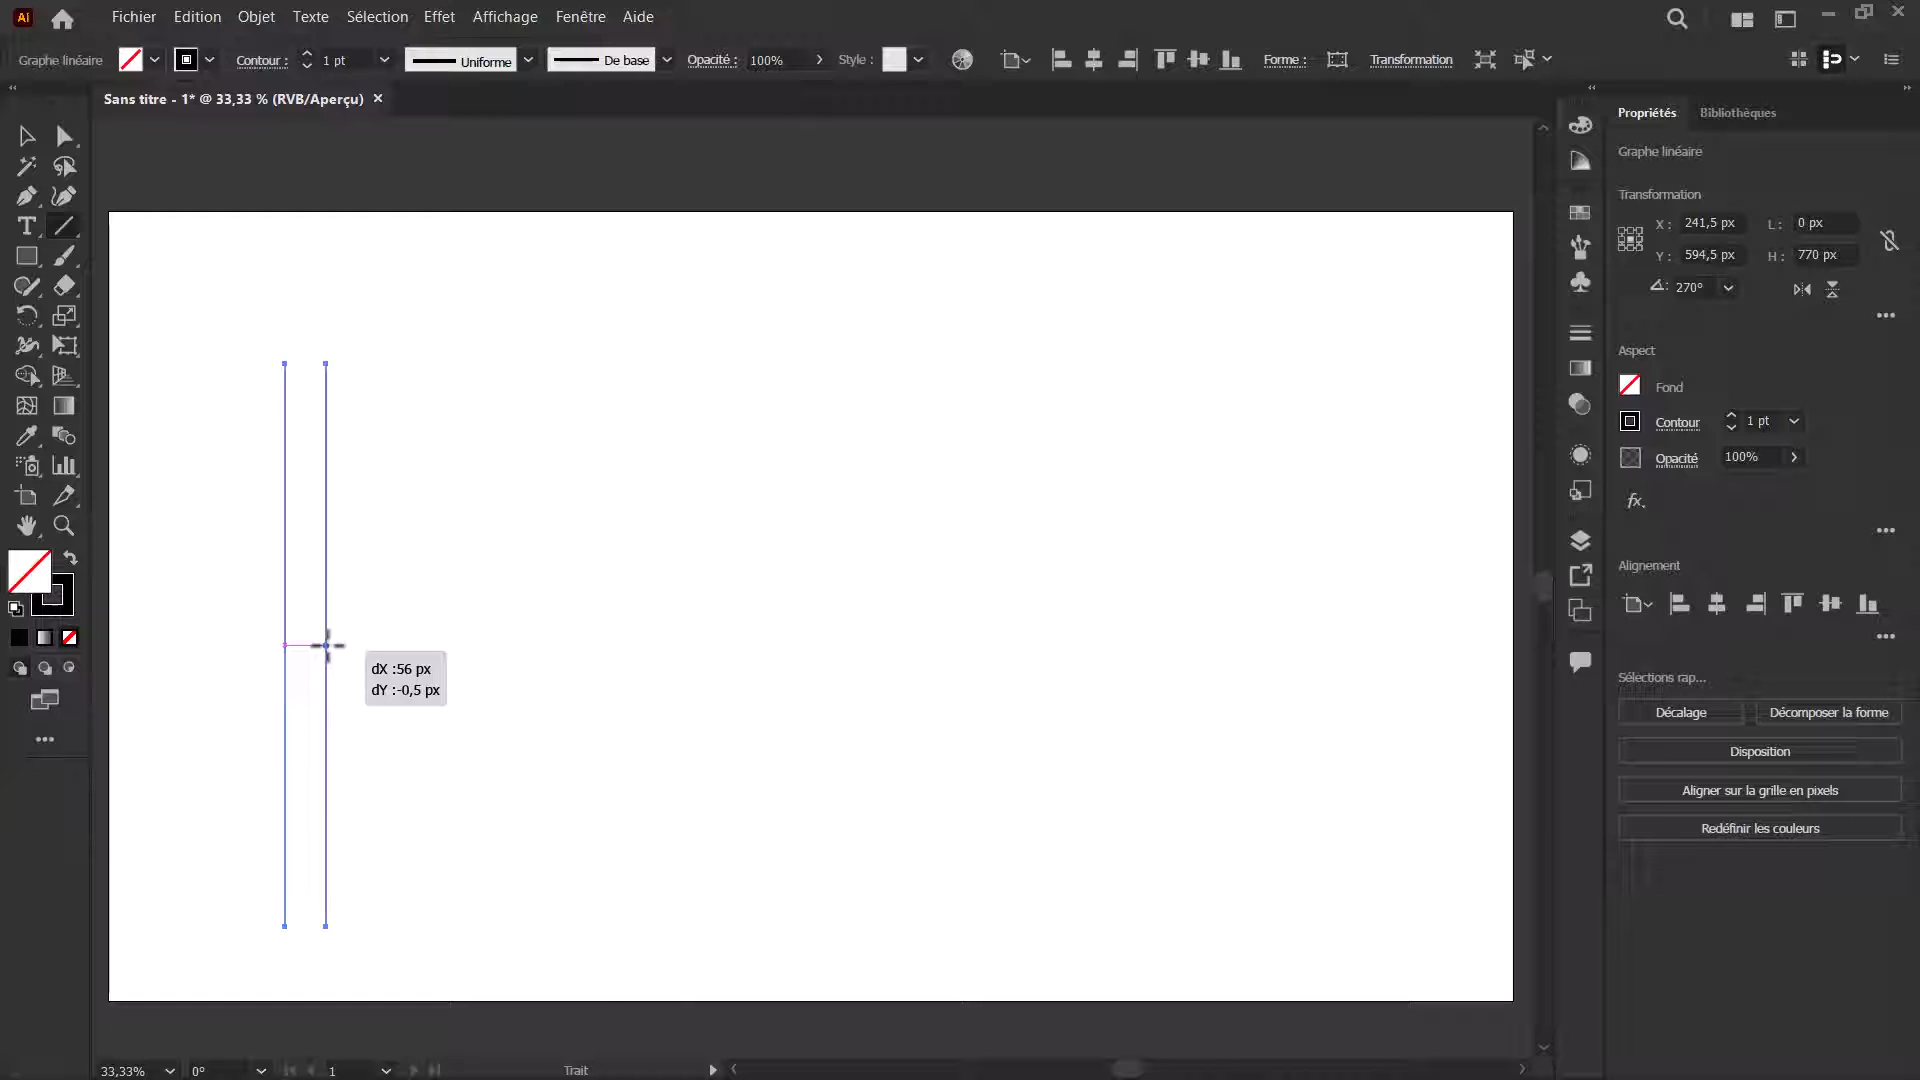 Ai
Fichier Edition Objet Texte Sélection Effet Affichage Fenêtre Aide
Graphe linéaire Contour : 1 pt Uniforme De base Opacité : 100% Style : Forme : Transformation
Sans titre - 1* @ 33,33 % (RVB/Aperçu) ×
Propriétés Bibliothèques
Graphe linéaire
Transformation
X : 241,5 px L : 0 px
Y : 594,5 px H : 770 px
270°
Aspect
Fond
Contour 1 pt
Opacité 100%
fx
Alignement
dX :56 px
dY :-0,5 px
Sélections rap...
Décalage Décomposer la forme
Disposition
Aligner sur la grille en pixels
Redéfinir les couleurs
33,33% 0° 1 Trait